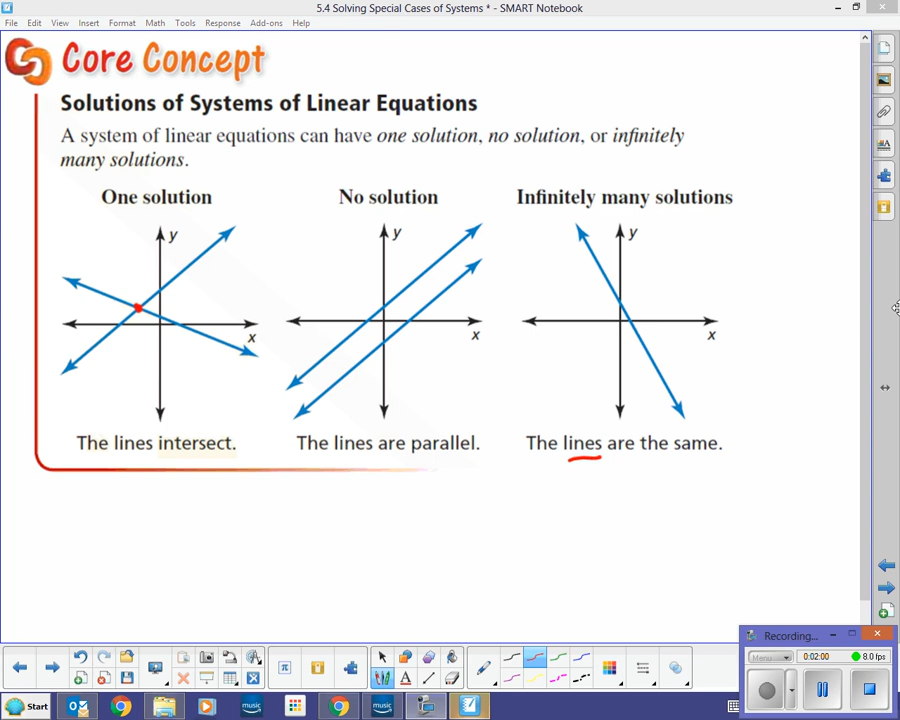 5.4 Solving Special Cases of Systems * - SMART Notebook
File Edit View Insert Format Math Tools Response Add-ons Help
Core Concept
Solutions of Systems of Linear Equations
A system of linear equations can have one solution, no solution, or infinitely
many solutions.
One solution No solution Infinitely many solutions
y y y
x x x
The lines intersect. The lines are parallel. The lines are the same.
Recording...
Menu 0:02:00 8.0 fps
π
A
Start music music